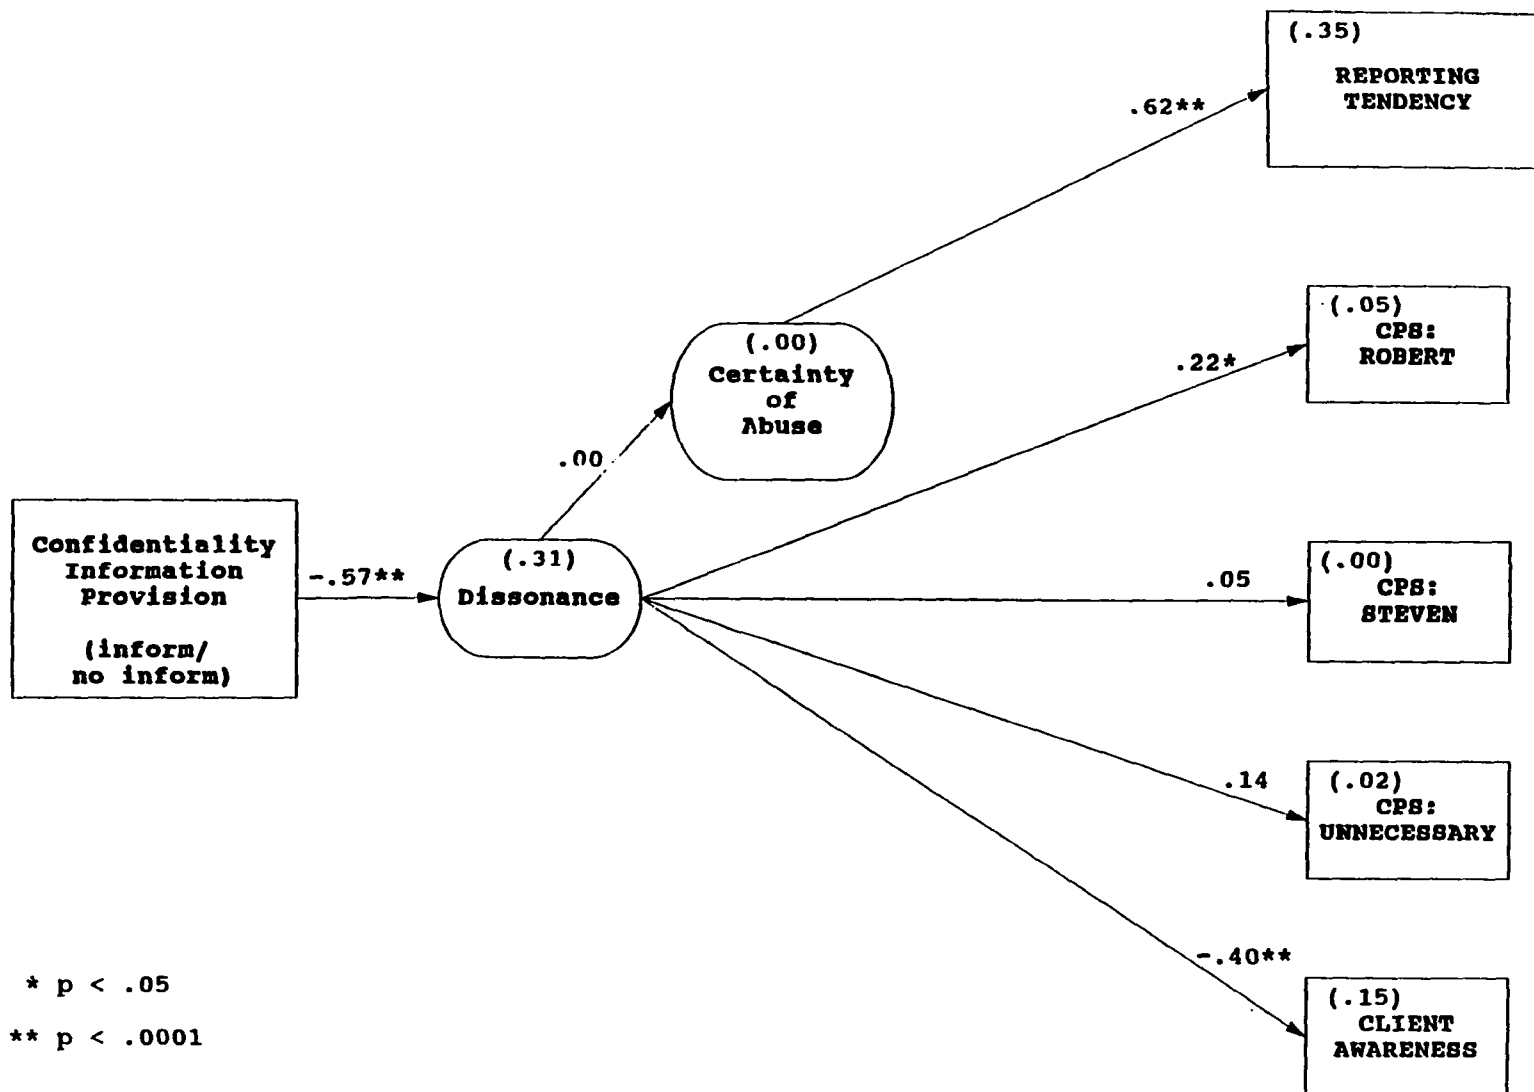 (.35)
REPORTING
TENDENCY
.62**
(.05)
CPS:
ROBERT
.22*
(.00)
Certainty
of
Abuse
.00
Confidentiality
Information
Provision
(inform/
no inform)
-.57**
(.31)
Dissonance
.05
(.00)
CPS:
STEVEN
.14
(.02)
CPS:
UNNECESSARY
-.40**
(.15)
CLIENT
AWARENESS
* p < .05
** p < .0001